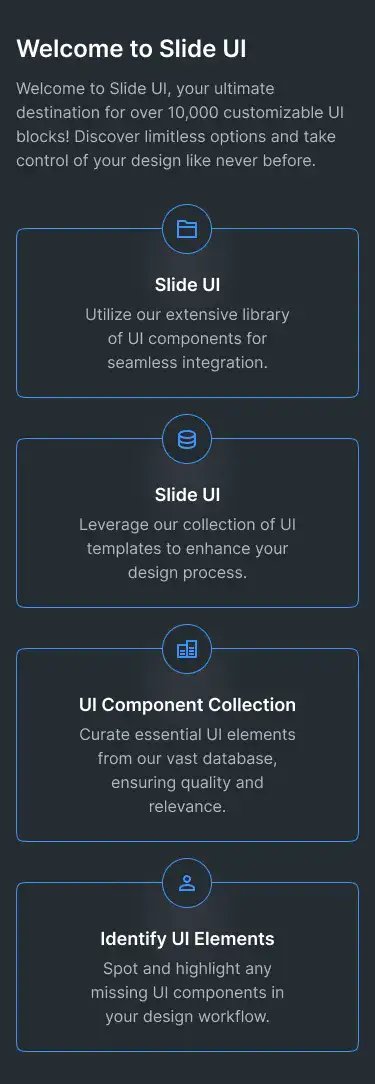 Welcome to Slide UI
Welcome to Slide UI, your ultimate
destination for over 10,000 customizable UI
blocks! Discover limitless options and take
control of your design like never before.
Slide UI
Utilize our extensive library
of UI components for
seamless integration.
Slide UI
Leverage our collection of UI
templates to enhance your
design process.
UI Component Collection
Curate essential UI elements
from our vast database,
ensuring quality and
relevance.
Identify UI Elements
Spot and highlight any
missing UI components in
your design workflow.